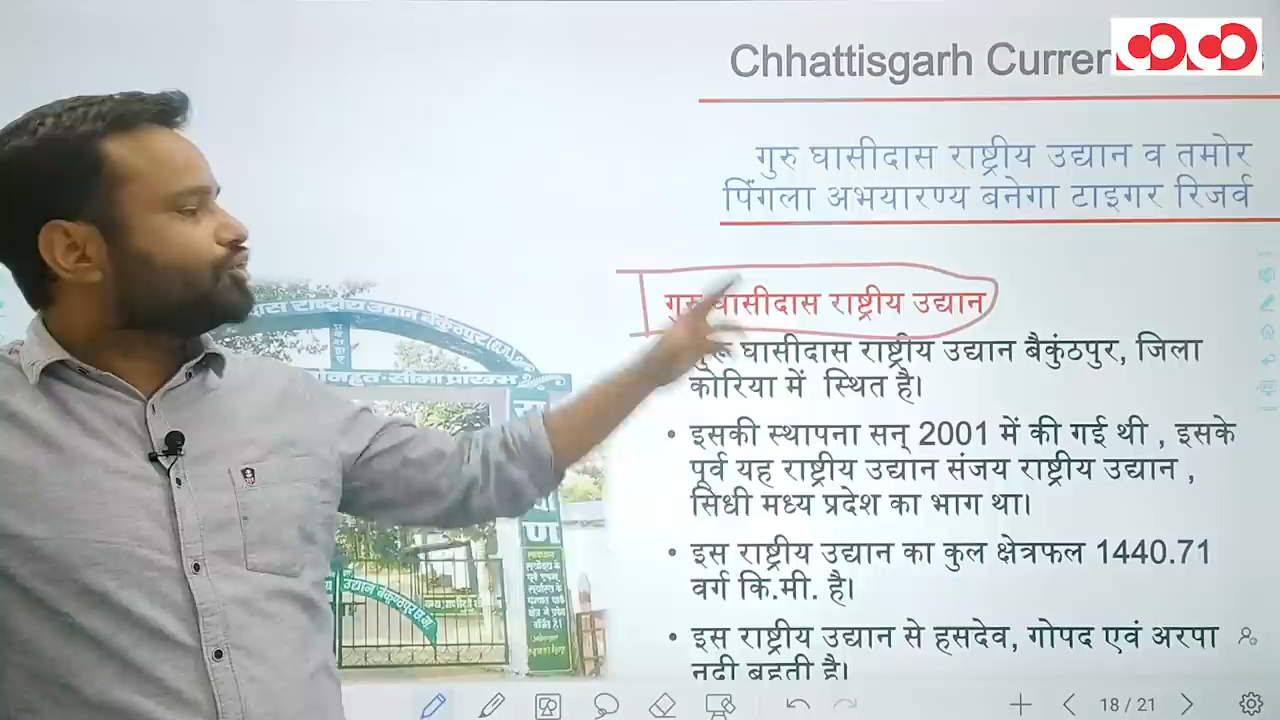 Chhattisgarh
गुरु घासीदास राष्ट्रीय उद्यान व तमोर
पिंगला अभयारण्य बनेगा टाइगर रिजर्व
गुरु घासीदास राष्ट्रीय उद्यान
घासीदास राष्ट्रीय उद्यान बैकुंठपुर, जिला
कोरिया में स्थित है।
• इसकी स्थापना सन् 2001 में की गई थी , इसके
पूर्व यह राष्ट्रीय उद्यान संजय राष्ट्रीय उद्यान ,
सिधी मध्य प्रदेश का भाग था।
• इस राष्ट्रीय उद्यान का कुल क्षेत्रफल 1440.71
वर्ग कि.मी. है।
• इस राष्ट्रीय उद्यान से हसदेव, गोपद एवं अरपा
नदी बहती है।
राष्ट्रीय उद्यान बैकुण्ठपुर
18 / 21